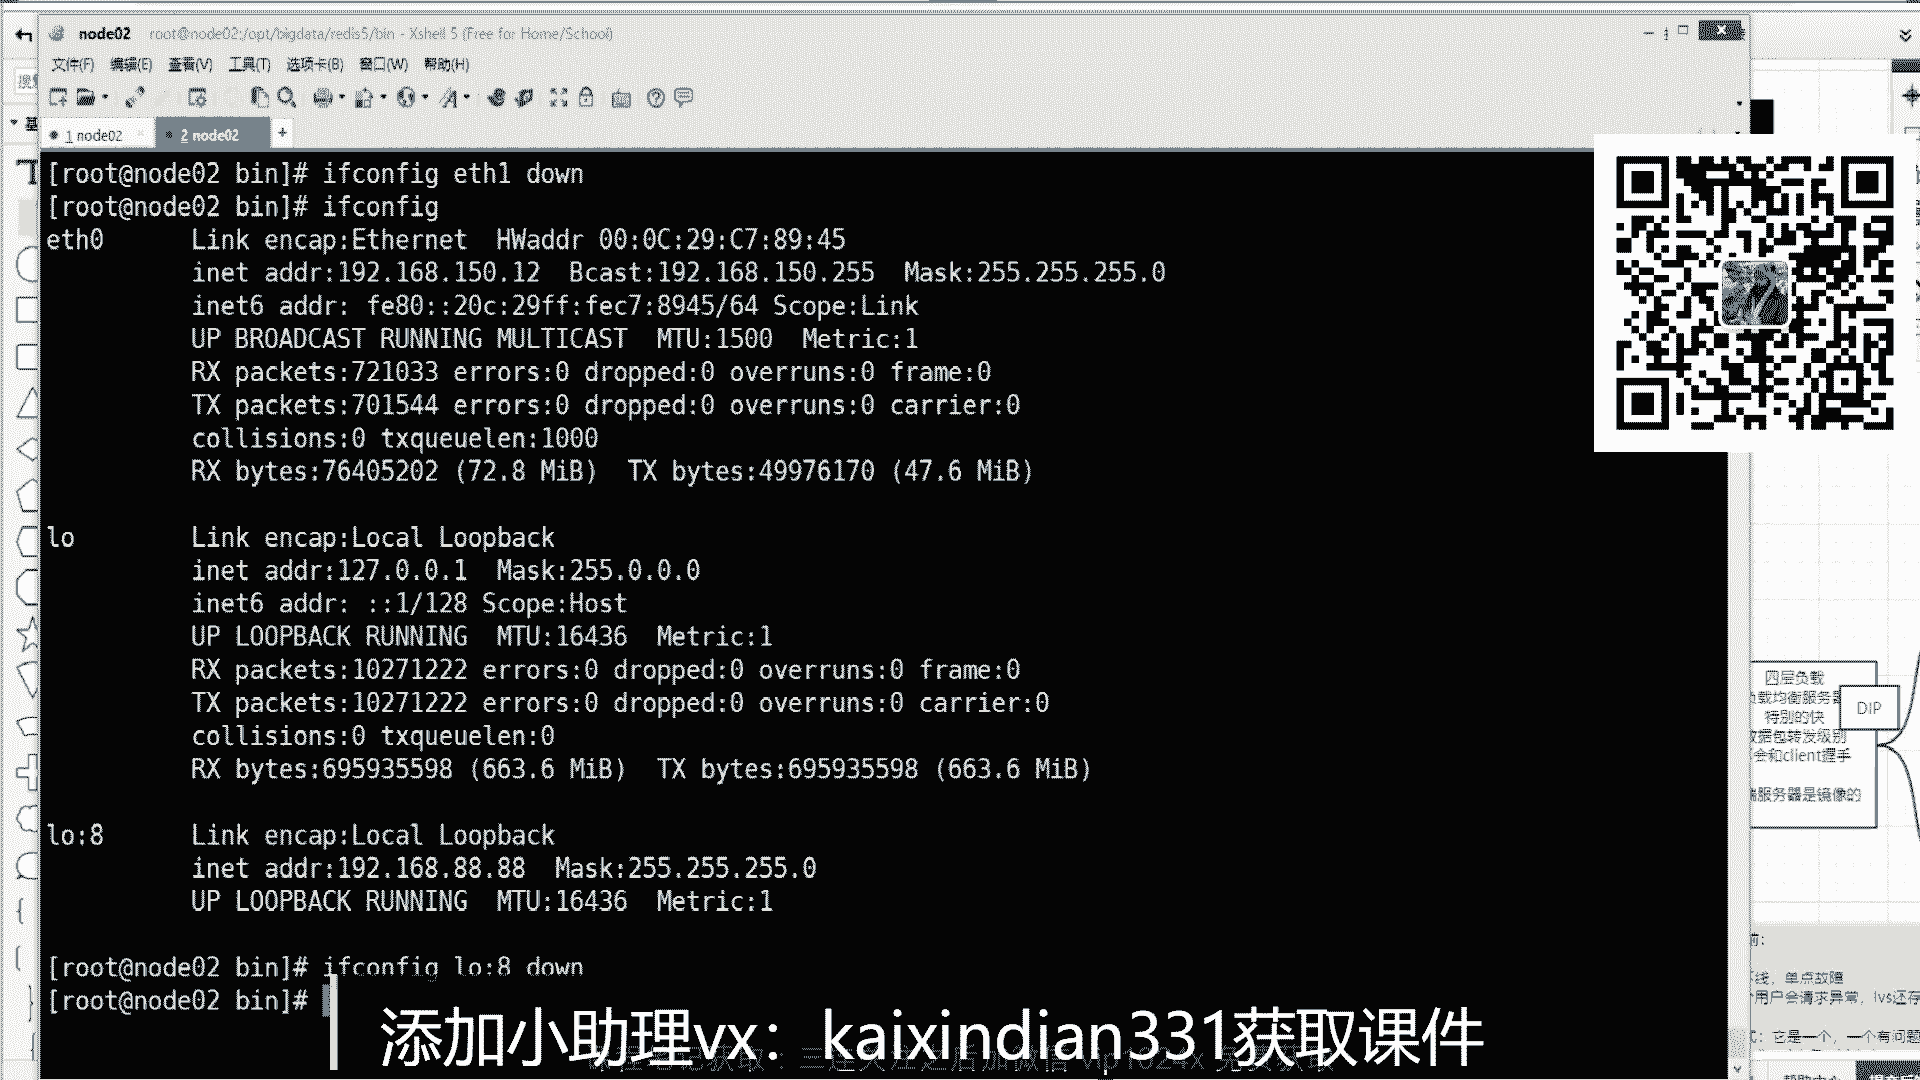 node02 root@node02:/opt/bigdata/redis5/bin - Xshell 5 (Free for Home/School)
文件(F) 编辑(E) 查看(V) 工具(T) 选项卡(B) 窗口(W) 帮助(H)
1 node02 2 node02 +
[root@node02 bin]# ifconfig eth1 down
[root@node02 bin]# ifconfig
eth0 Link encap:Ethernet HWaddr 00:0C:29:C7:89:45
inet addr:192.168.150.12 Bcast:192.168.150.255 Mask:255.255.255.0
inet6 addr: fe80::20c:29ff:fec7:8945/64 Scope:Link
UP BROADCAST RUNNING MULTICAST MTU:1500 Metric:1
RX packets:721033 errors:0 dropped:0 overruns:0 frame:0
TX packets:701544 errors:0 dropped:0 overruns:0 carrier:0
collisions:0 txqueuelen:1000
RX bytes:76405202 (72.8 MiB) TX bytes:49976170 (47.6 MiB)
lo Link encap:Local Loopback
inet addr:127.0.0.1 Mask:255.0.0.0
inet6 addr: ::1/128 Scope:Host
UP LOOPBACK RUNNING MTU:16436 Metric:1
RX packets:10271222 errors:0 dropped:0 overruns:0 frame:0
TX packets:10271222 errors:0 dropped:0 overruns:0 carrier:0
collisions:0 txqueuelen:0
RX bytes:695935598 (663.6 MiB) TX bytes:695935598 (663.6 MiB)
lo:8 Link encap:Local Loopback
inet addr:192.168.88.88 Mask:255.255.255.0
UP LOOPBACK RUNNING MTU:16436 Metric:1
[root@node02 bin]# ifconfig lo:8 down
[root@node02 bin]#
四层负载
载均衡服务器
特别的快
数据包转发级别
会和client握手
服务器是镜像的
DIP
线，单点故障
用户会请求异常，lvs还存
：它是一个，一个有问题
添加小助理vx：kaixindian331获取课件